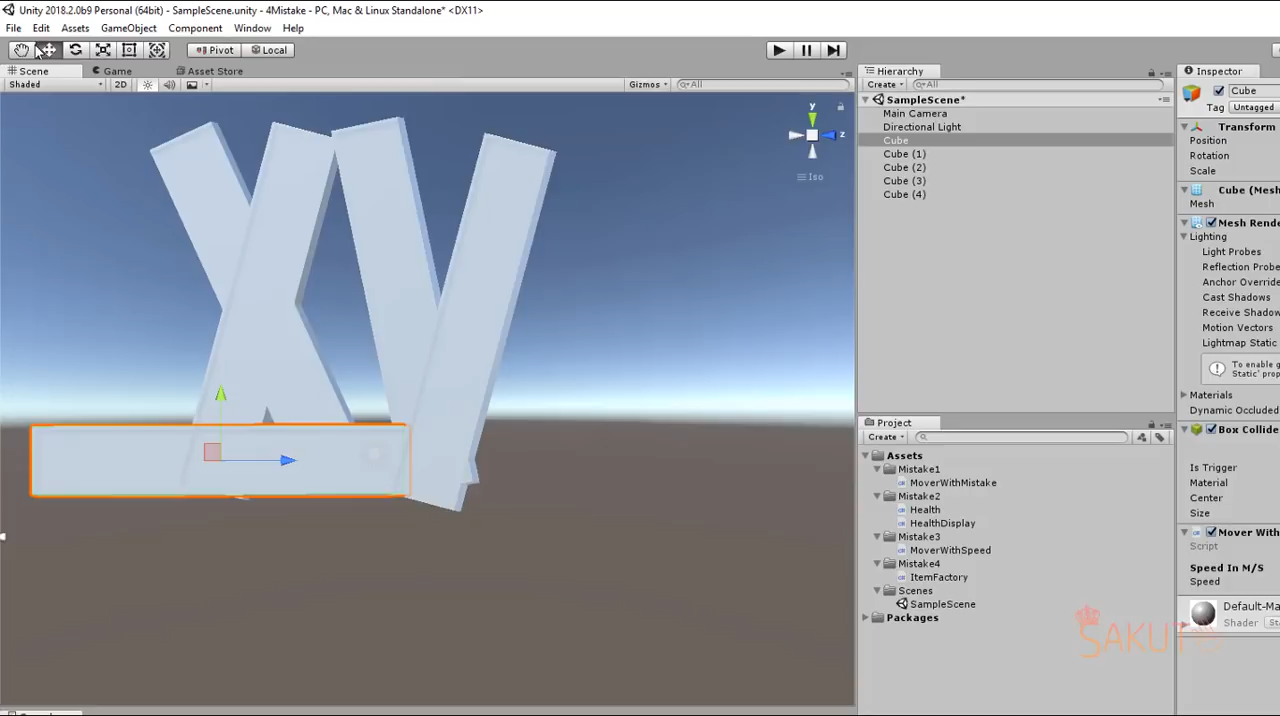 Unity 2018.2.0b9 Personal (64bit) - SampleScene.unity - 4Mistake - PC, Mac & Linux Standalone* <DX11>
File Edit Assets GameObject Component Window Help
Pivot Local
Scene Game Asset Store
Shaded 2D Gizmos All
y
z
Iso
Hierarchy
Create All
SampleScene*
Main Camera
Directional Light
Cube
Cube (1)
Cube (2)
Cube (3)
Cube (4)
Project
Create
Assets
Mistake1
MoverWithMistake
Mistake2
Health
HealthDisplay
Mistake3
MoverWithSpeed
Mistake4
ItemFactory
Scenes
SampleScene
Packages
Inspector
Cube
Tag Untagged
Transform
Position
Rotation
Scale
Cube (Mesh
Mesh
Mesh Rende
Lighting
Light Probes
Reflection Probe
Anchor Override
Cast Shadows
Receive Shadow
Motion Vectors
Lightmap Static
To enable g
Static' prop
Materials
Dynamic Occluded
Box Collide
Is Trigger
Material
Center
Size
Mover With
Script
Speed In M/S
Speed
Default-Ma
Shader Sta